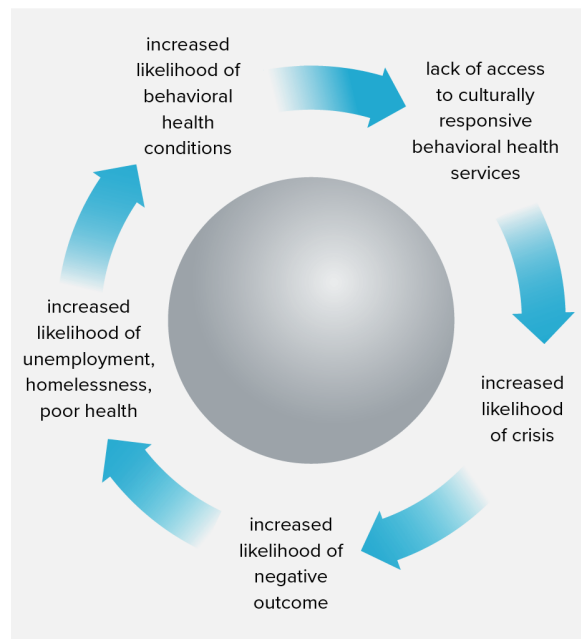 increased
likelihood of
behavioral
health
conditions
lack of access
to culturally
responsive
behavioral health
services
increased
likelihood
of crisis
increased
likelihood of
negative
outcome
increased
likelihood of
unemployment,
homelessness,
poor health